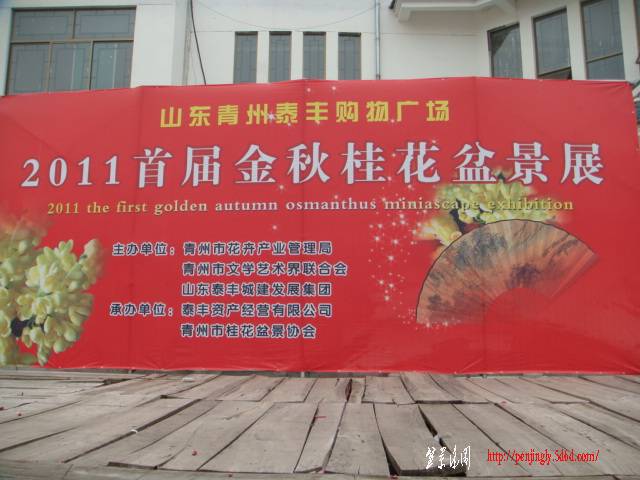 山东青州泰丰购物广场
2011首届金秋桂花盆景展
2011 the first golden autumn osmanthus miniascape exhibition
主办单位：青州市花卉产业管理局
青州市文学艺术界联合会
山东泰丰城建发展集团
承办单位：泰丰资产经营有限公司
青州市桂花盆景协会
盆景乐园 http://penjingly.5d6d.com